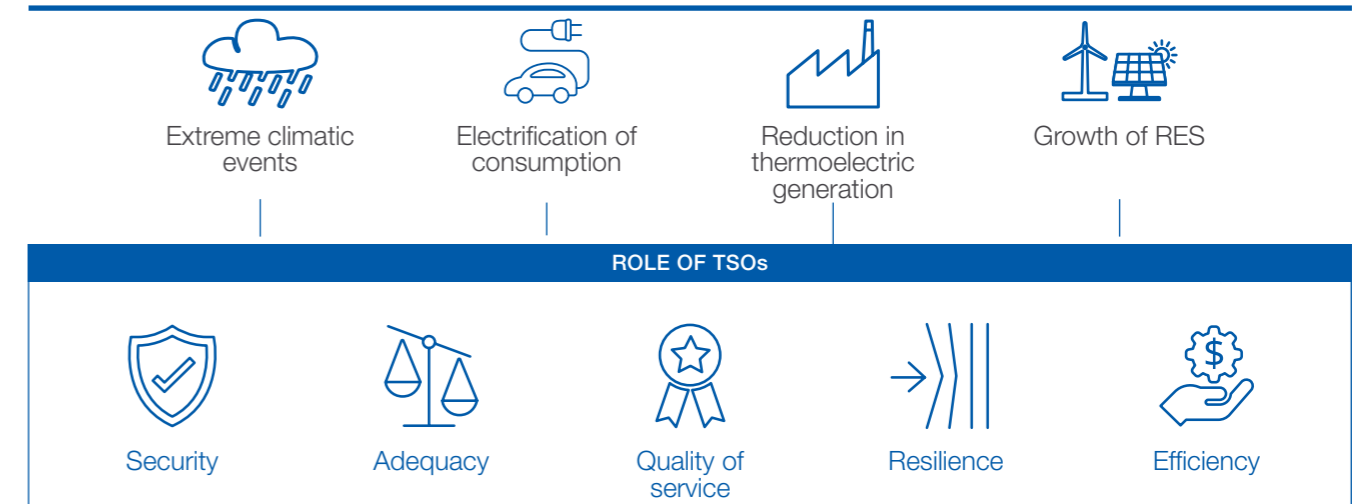 Extreme climatic
events
Electrification of
consumption
Reduction in
thermoelectric
generation
Growth of RES
ROLE OF TSOs
$
Security
Adequacy
Quality of
service
Resilience
Efficiency